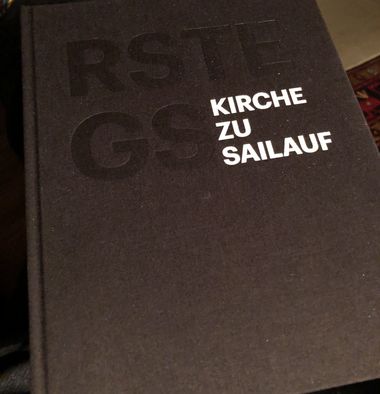 RSTE
GS
KIRCHE
ZU
SAILAUF